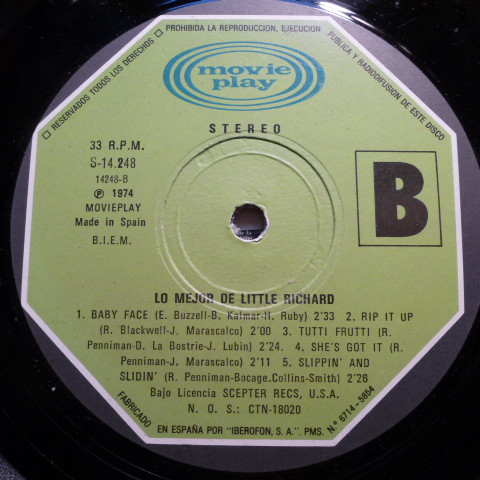 □ RESERVADOS TODOS LOS DERECHOS □ PROHIBIDA LA REPRODUCCION, EJECUCION PUBLICA Y RADIODIFUSION DE ESTE DISCO
movie
play
STEREO
33 R.P.M.
S-14.248
14248-B
Ⓟ 1974
MOVIEPLAY
Made in Spain
B.I.E.M.
B
LO MEJOR DE LITTLE RICHARD
1. BABY FACE (E. Buzzell-B. Kalmar-H. Ruby) 2'33 2. RIP IT UP
(R. Blackwell-J. Marascalco) 2'00 3. TUTTI FRUTTI (R.
Penniman-D. La Bostrie-J. Lubin) 2'24. 4. SHE'S GOT IT (R.
Penniman-J. Marascalco) 2'11 5. SLIPPIN' AND
SLIDIN' (R. Penniman-Bocage.Collins-Smith) 2'26
Bajo Licencia SCEPTER RECS, U.S.A.
N. O. S.: CTN-18020
FABRICADO EN ESPAÑA POR "IBEROFON, S. A.". PMS. Nº 6714-5854